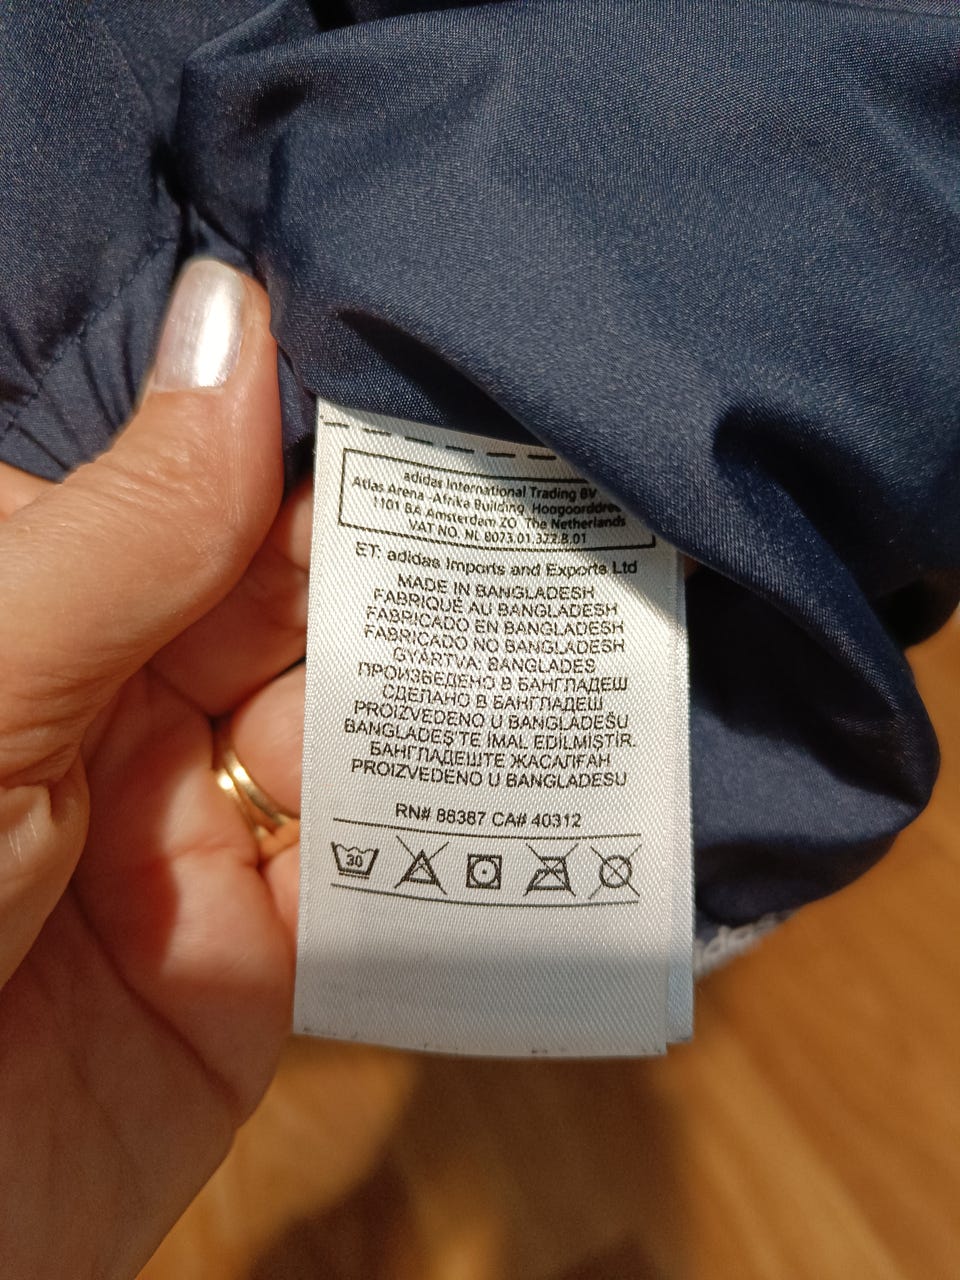 adidas International Trading BV
Atlas Arena -Afrika Building Hoogoorddre
1101 BA Amsterdam ZO The Netherlands
VAT NO. NL 8073.01.322.B.01
ET: adidas Imports and Exports Ltd
MADE IN BANGLADESH
FABRIQUÉ AU BANGLADESH
FABRICADO EN BANGLADESH
FABRICADO NO BANGLADESH
GYÁRTVA: BANGLADES
ПРОИЗВЕДЕНО В БАНГЛАДЕШ
СДЕЛАНО В БАНГЛАДЕШ
PROIZVEDENO U BANGLADEŠU
BANGLADEŞ'TE İMAL EDİLMİŞTİR.
БАНГЛАДЕШТЕ ЖАСАЛҒАН
PROIZVEDENO U BANGLADESU
RN# 88387 CA# 40312
30